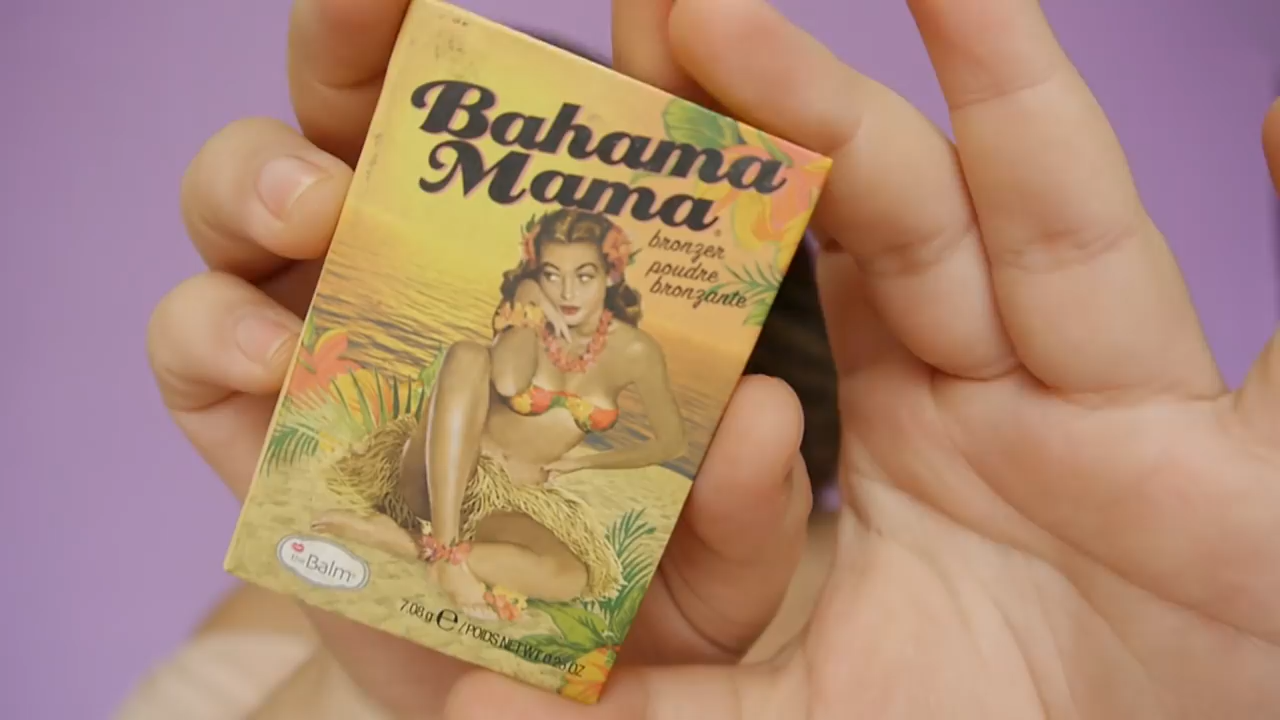 Bahama
Mama®
bronzer
poudre
bronzante
theBalm®
7.08 g ℮ / POIDS NET WT. 0.25 OZ